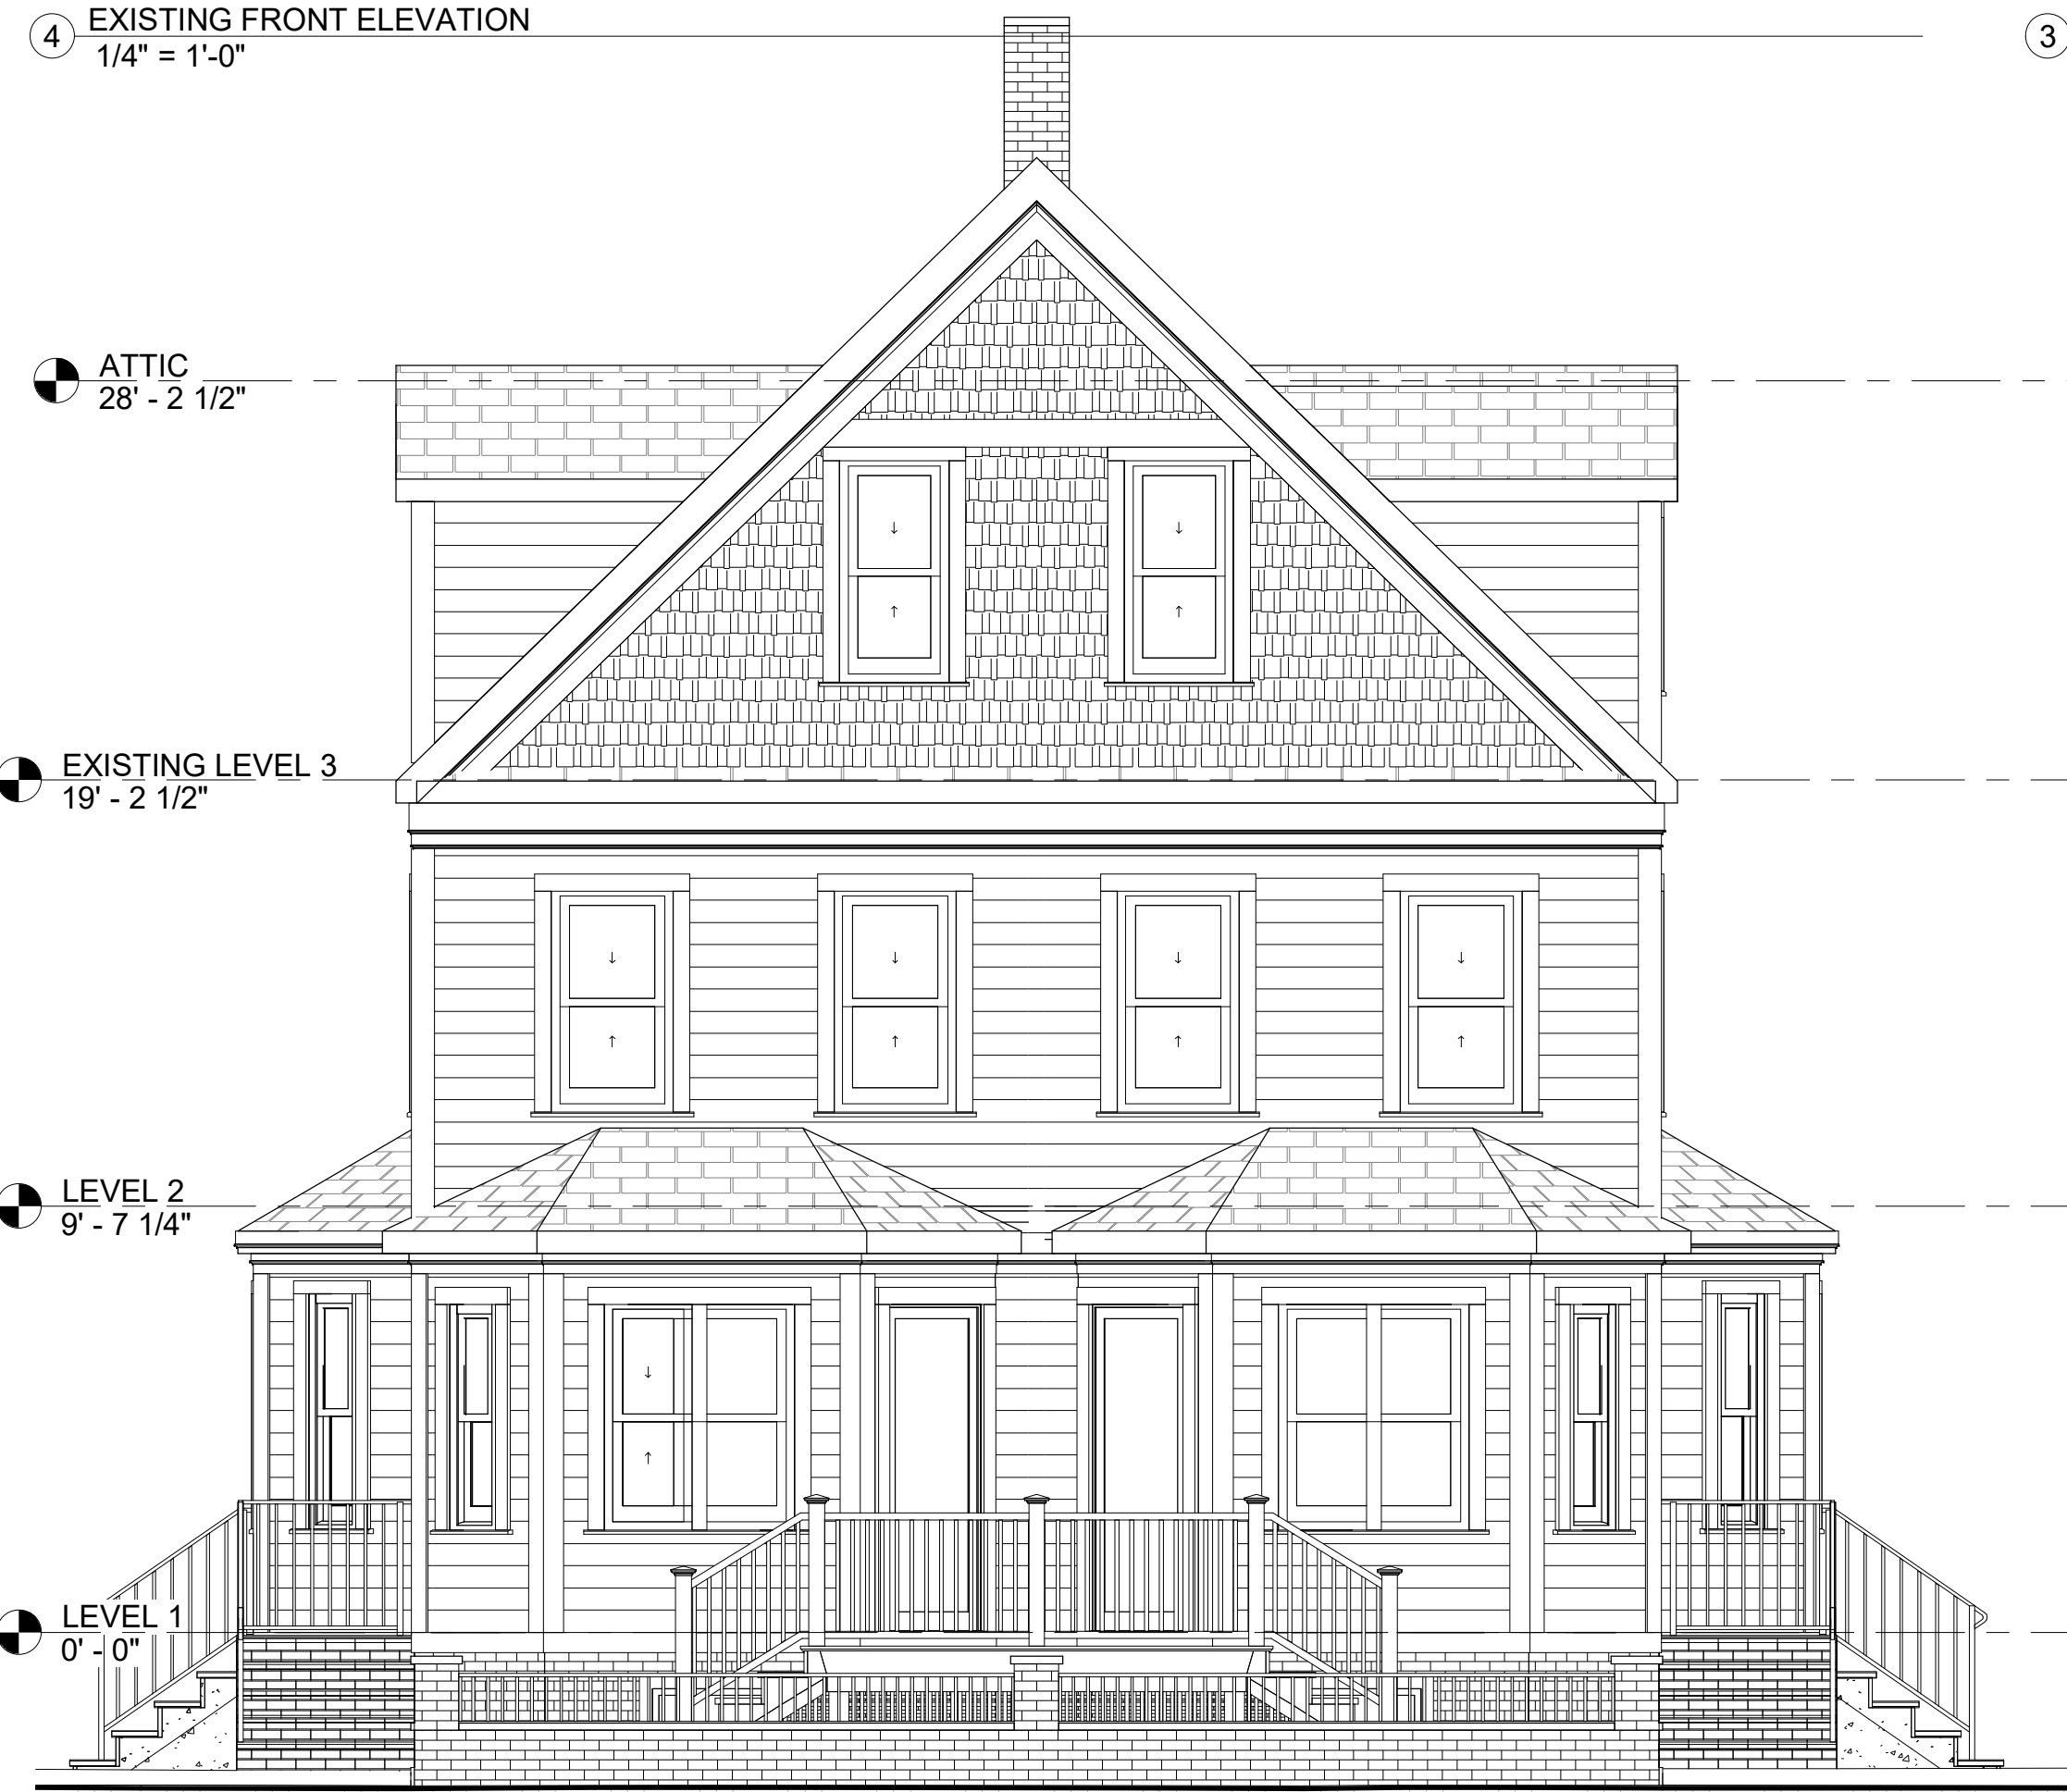 4 EXISTING FRONT ELEVATION 3
1/4" = 1'-0"
ATTIC
28' - 2 1/2"
EXISTING LEVEL 3
19' - 2 1/2"
LEVEL 2
9' - 7 1/4"
LEVEL 1
0' - 0"